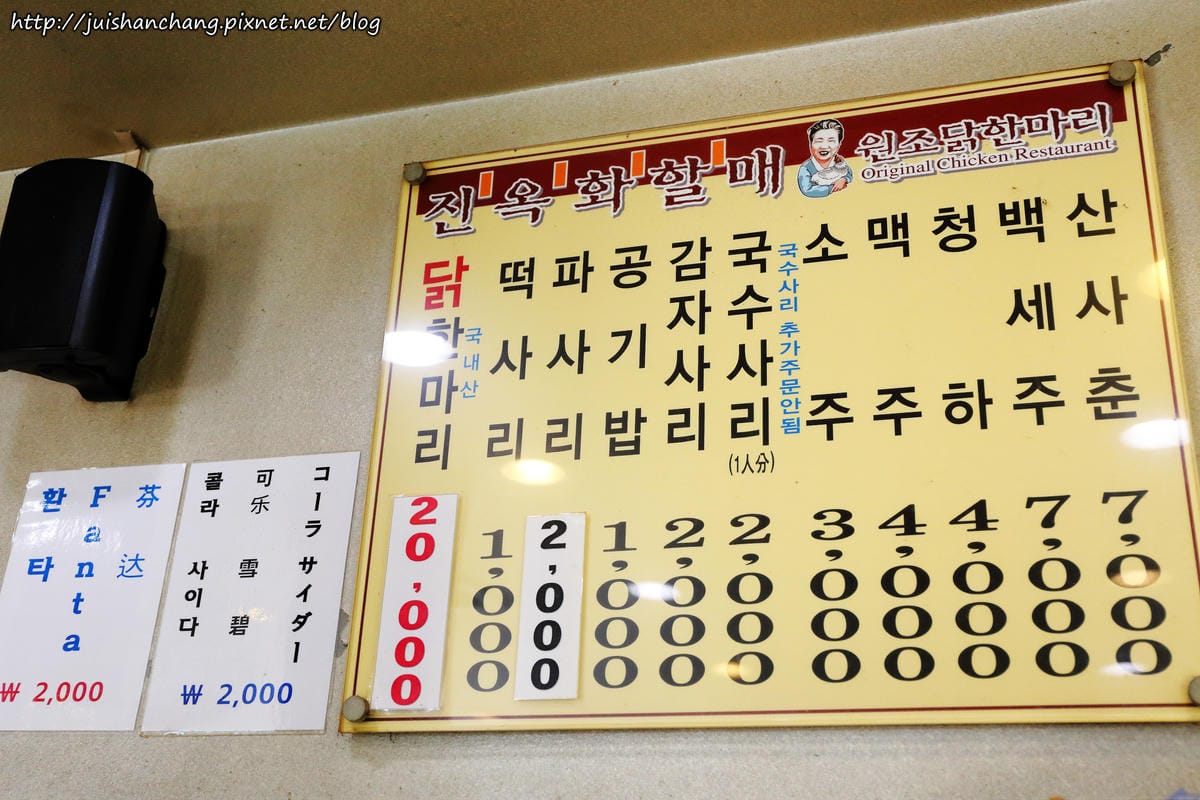 http://juishanchang.pixnet.net/blog
진옥화할매
원조닭한마리
Original Chicken Restaurant
닭한마리
국내산
20,000
떡사리
1,000
파사리
2,000
공기밥
1,000
감자사리
2,000
국수사리
(1人分)
국수사리 추가주문안됨
2,000
소주
3,000
맥주
4,000
청하
4,000
백세주
7,000
산사춘
7,000
환타
Fanta
芬达
₩ 2,000
콜라 사이다
可乐 雪碧
コーラ サイダー
₩ 2,000